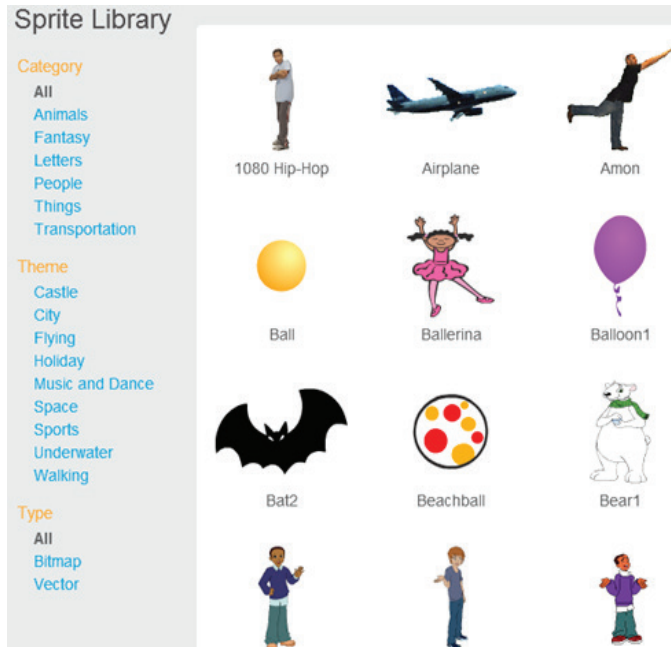 Sprite Library
Category
All
Animals
Fantasy
Letters
People
Things
Transportation
Theme
Castle
City
Flying
Holiday
Music and Dance
Space
Sports
Underwater
Walking
Type
All
Bitmap
Vector
1080 Hip-Hop Airplane Amon
Ball Ballerina Balloon1
Bat2 Beachball Bear1